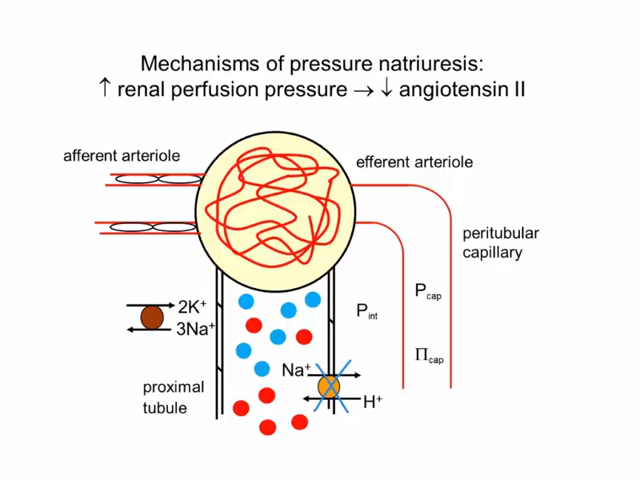 Mechanisms of pressure natriuresis:
↑ renal perfusion pressure → ↓ angiotensin II
afferent arteriole
efferent arteriole
peritubular
capillary
P_cap
2K⁺
P_int
3Na⁺
Π_cap
Na⁺
proximal
tubule
H⁺